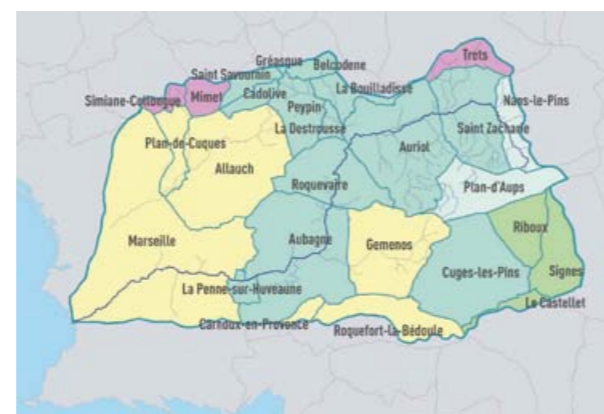 Trets
Gréasque
Belcodene
Saint Savournin
La Bouilladisse
Simiane-Collongue
Mimet
Cadolive
Nans-le-Pins
Peypin
La Destrousse
Saint Zacharie
Plan-de-Cuques
Auriol
Allauch
Roquevaire
Plan-d'Aups
Riboux
Marseille
Aubagne
Gemenos
Signes
Cuges-les-Pins
La Penne-sur-Huveaune
Le Castellet
Carnoux-en-Provence
Roquefort-la-Bédoule